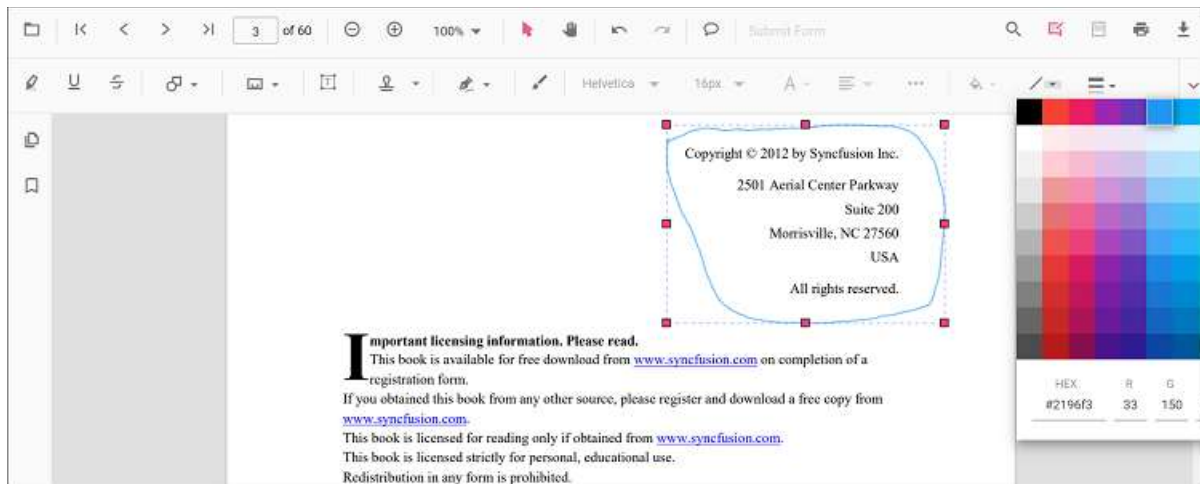 3 of 60 100% Submit Form
Helvetica 16px A
Copyright © 2012 by Syncfusion Inc.
2501 Aerial Center Parkway
Suite 200
Morrisville, NC 27560
USA
All rights reserved.
Important licensing information. Please read.
This book is available for free download from www.syncfusion.com on completion of a
registration form.
If you obtained this book from any other source, please register and download a free copy from
www.syncfusion.com.
This book is licensed for reading only if obtained from www.syncfusion.com.
This book is licensed strictly for personal, educational use.
Redistribution in any form is prohibited.
HEX R G
#2196f3 33 150